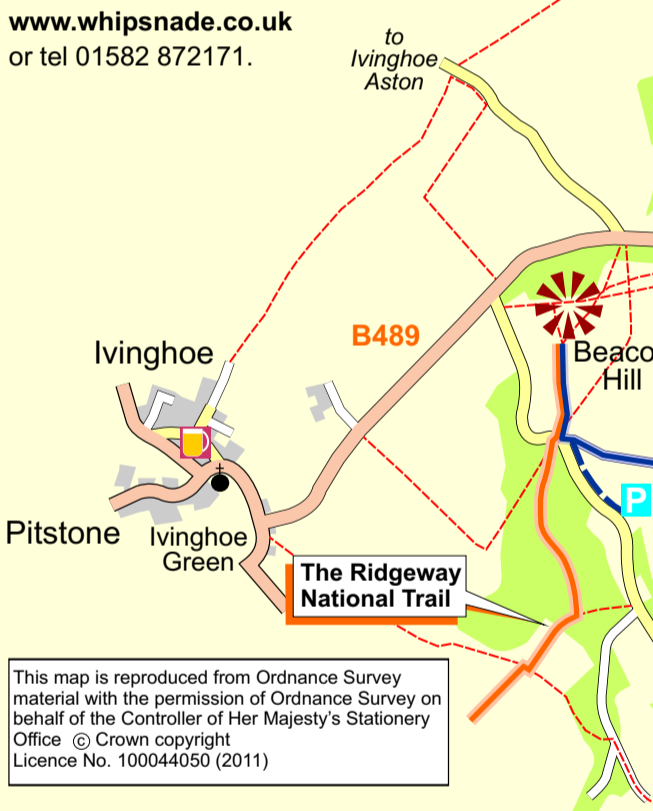 www.whipsnade.co.uk
or tel 01582 872171.
to
Ivinghoe
Aston
B489
Ivinghoe
Beaco
Hill
P
Pitstone
Ivinghoe
Green
The Ridgeway
National Trail
This map is reproduced from Ordnance Survey
material with the permission of Ordnance Survey on
behalf of the Controller of Her Majesty's Stationery
Office © Crown copyright
Licence No. 100044050 (2011)